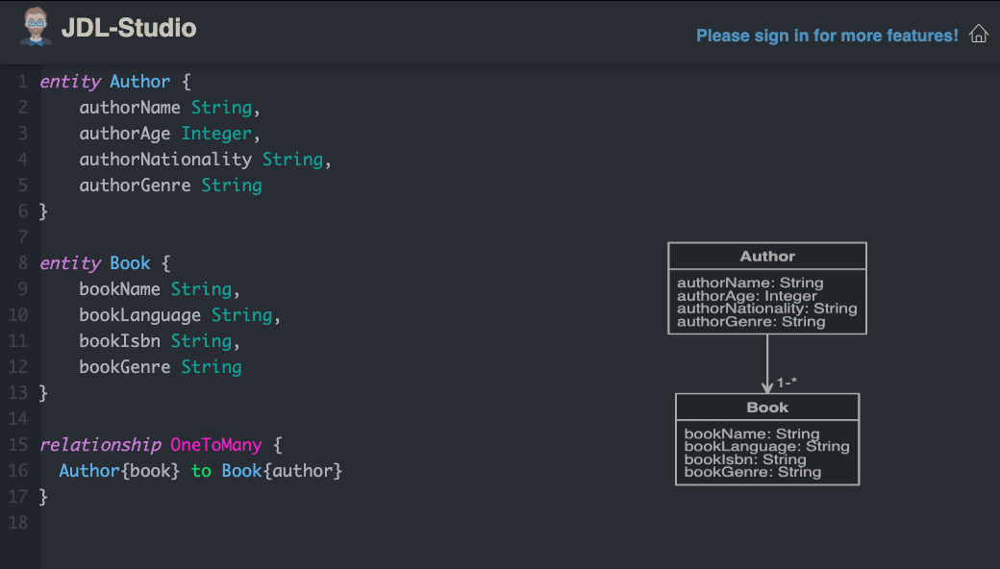 JDL-Studio
Please sign in for more features!
1 entity Author {
2     authorName String,
3     authorAge Integer,
4     authorNationality String,
5     authorGenre String
6 }
7
8 entity Book {
9     bookName String,
10     bookLanguage String,
11     bookIsbn String,
12     bookGenre String
13 }
14
15 relationship OneToMany {
16   Author{book} to Book{author}
17 }
18
Author
authorName: String
authorAge: Integer
authorNationality: String
authorGenre: String
1-*
Book
bookName: String
bookLanguage: String
bookIsbn: String
bookGenre: String